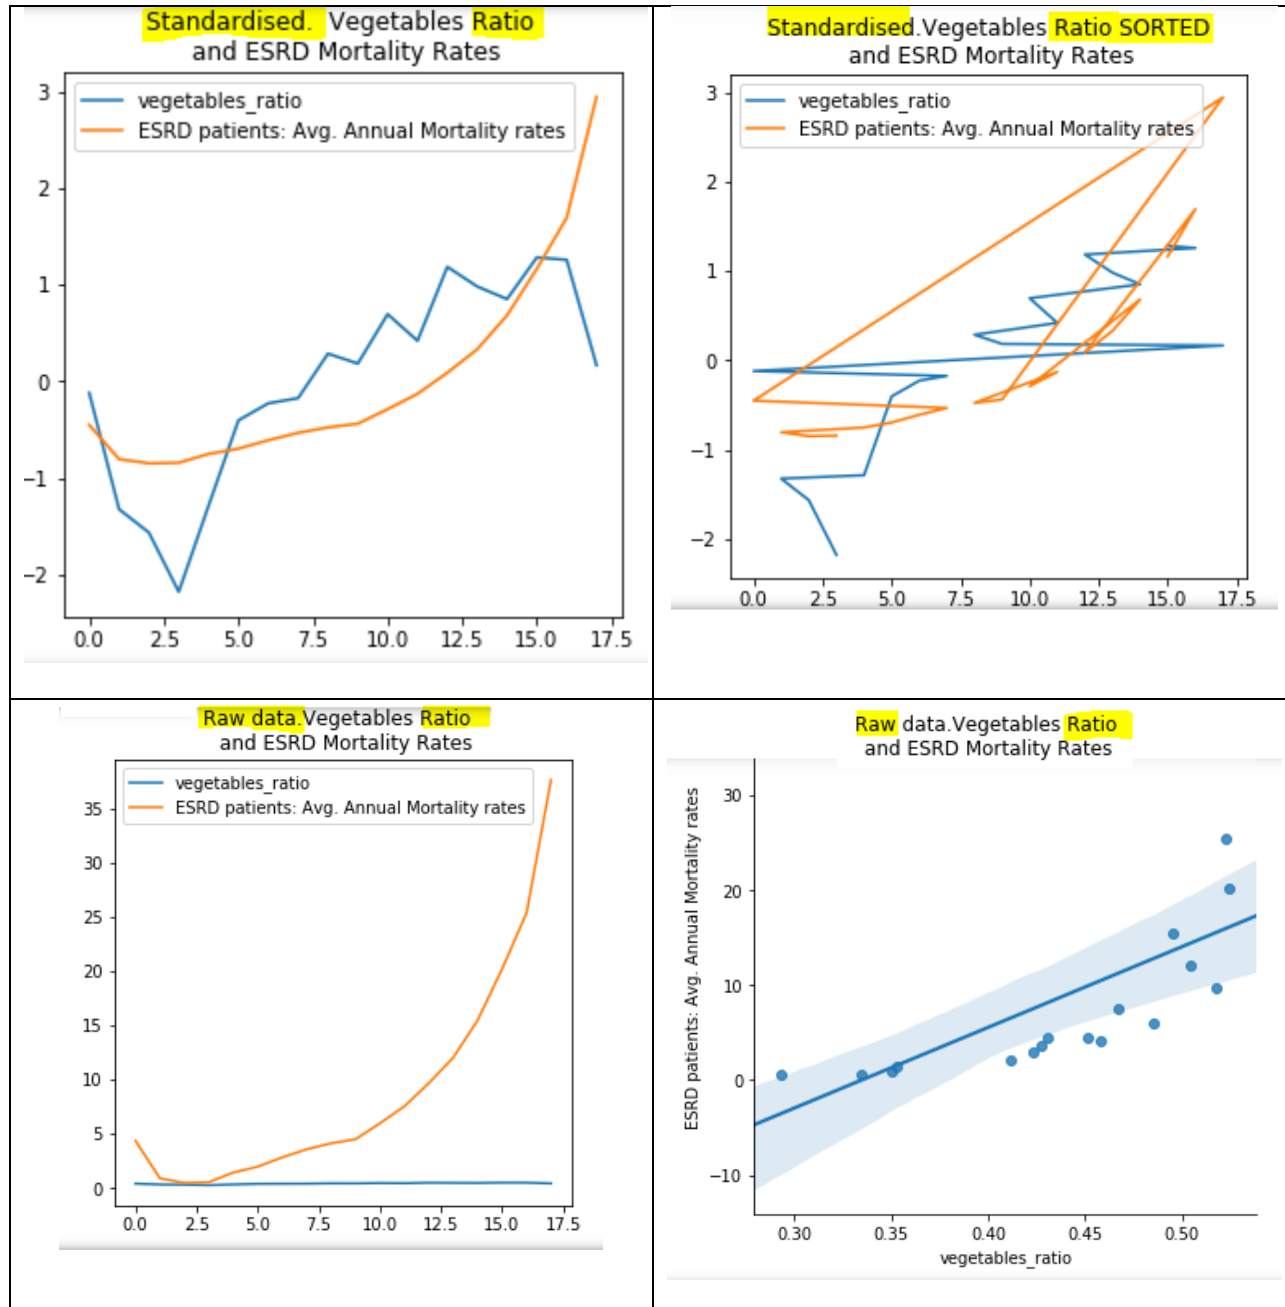 Standardised. Vegetables Ratio
and ESRD Mortality Rates
vegetables_ratio
ESRD patients: Avg. Annual Mortality rates
3
2
1
0
−1
−2
0.0 2.5 5.0 7.5 10.0 12.5 15.0 17.5
Standardised.Vegetables Ratio SORTED
and ESRD Mortality Rates
vegetables_ratio
ESRD patients: Avg. Annual Mortality rates
3
2
1
0
−1
−2
0.0 2.5 5.0 7.5 10.0 12.5 15.0 17.5
Raw data.Vegetables Ratio
and ESRD Mortality Rates
vegetables_ratio
ESRD patients: Avg. Annual Mortality rates
35
30
25
20
15
10
5
0
0.0 2.5 5.0 7.5 10.0 12.5 15.0 17.5
Raw data.Vegetables Ratio
and ESRD Mortality Rates
ESRD patients: Avg. Annual Mortality rates
30
20
10
0
−10
0.30 0.35 0.40 0.45 0.50
vegetables_ratio